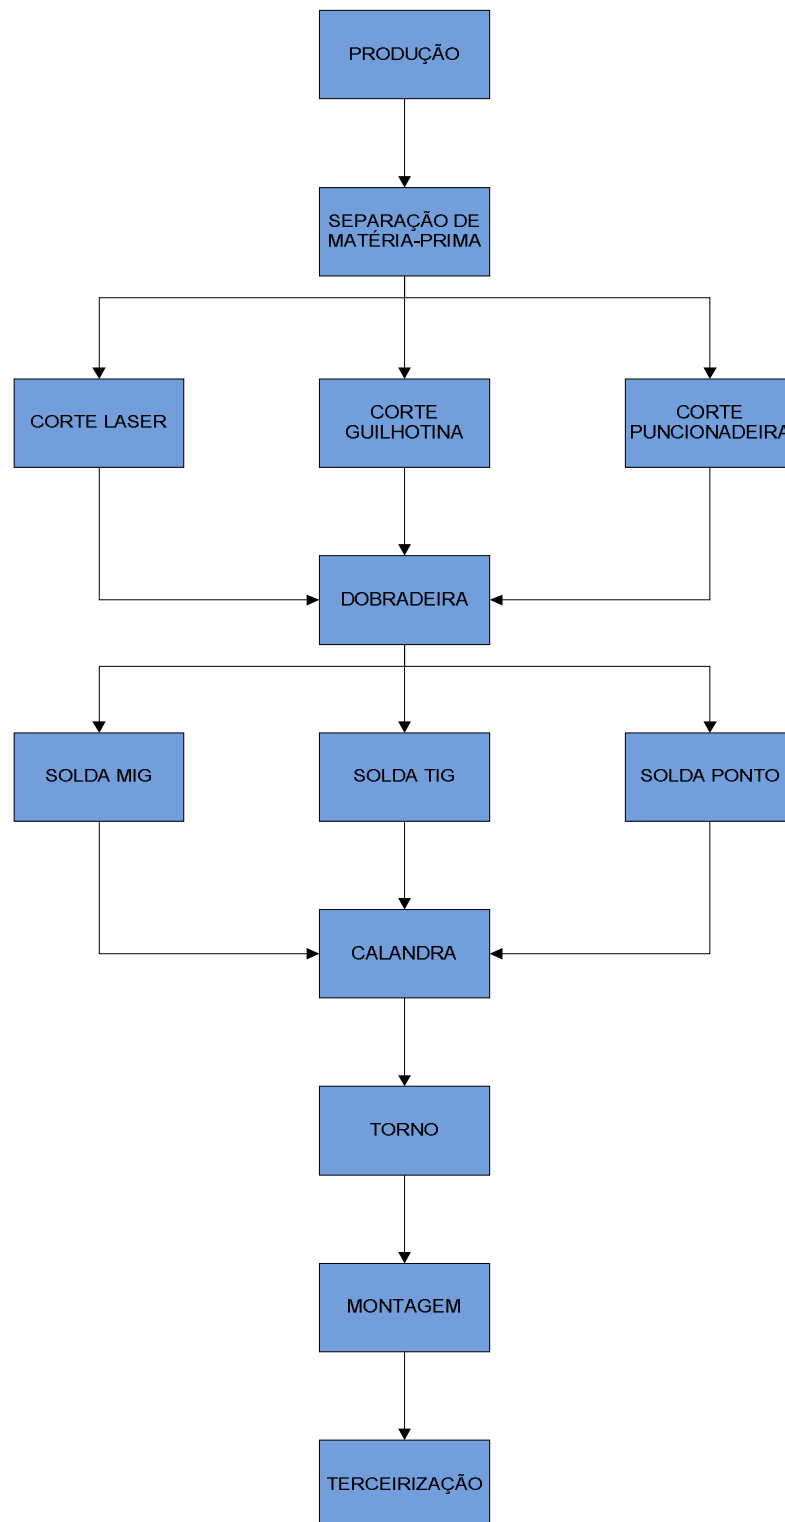 PRODUÇÃO
SEPARAÇÃO DE
MATÉRIA-PRIMA
CORTE LASER
CORTE
GUILHOTINA
CORTE
PUNCIONADEIRA
DOBRADEIRA
SOLDA MIG
SOLDA TIG
SOLDA PONTO
CALANDRA
TORNO
MONTAGEM
TERCEIRIZAÇÃO